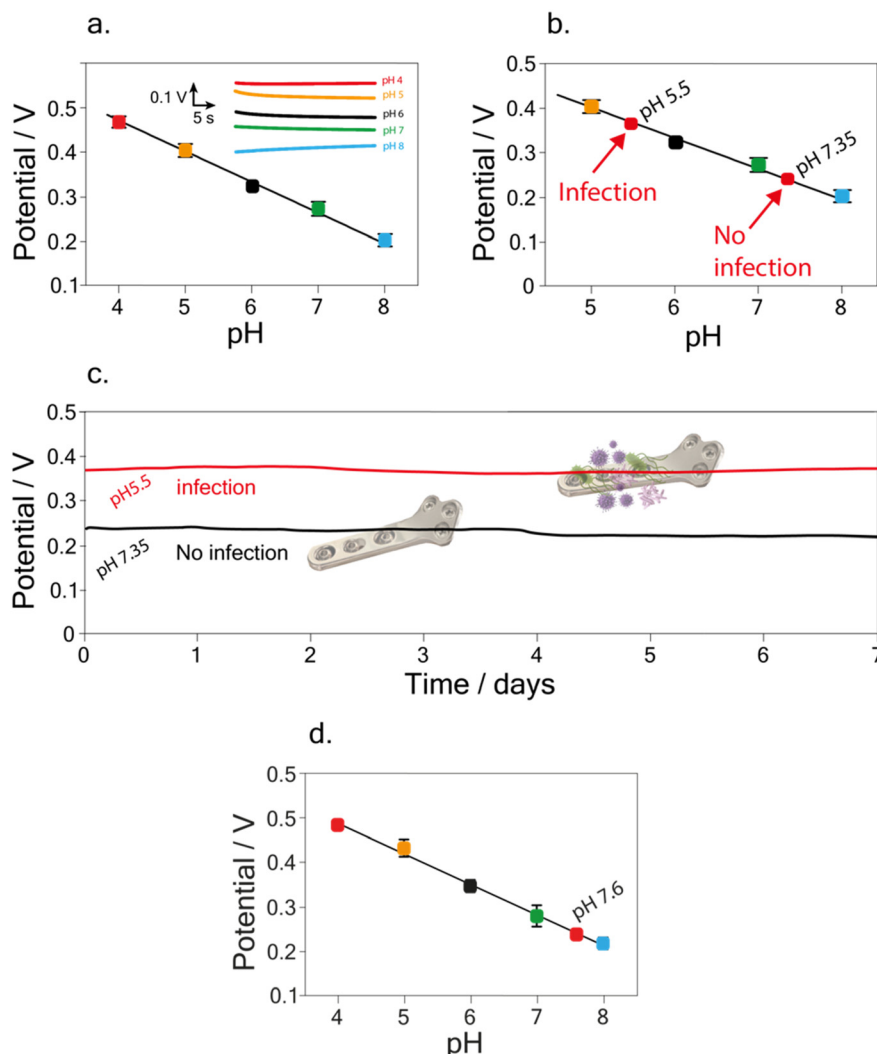 a.
Potential / V
0.5
0.4
0.3
0.2
0.1
0.1 V
5 s
pH 4
pH 5
pH 6
pH 7
pH 8
4 5 6 7 8
pH
b.
Potential / V
0.5
0.4
0.3
0.2
0.1
0
pH 5.5
pH 7.35
Infection
No
infection
5 6 7 8
pH
c.
Potential / V
0.5
0.4
0.3
0.2
0.1
0
pH5.5
infection
pH 7.35
No infection
0 1 2 3 4 5 6 7
Time / days
d.
Potential / V
0.5
0.5
0.4
0.3
0.2
0.1
pH 7.6
4 5 6 7 8
pH